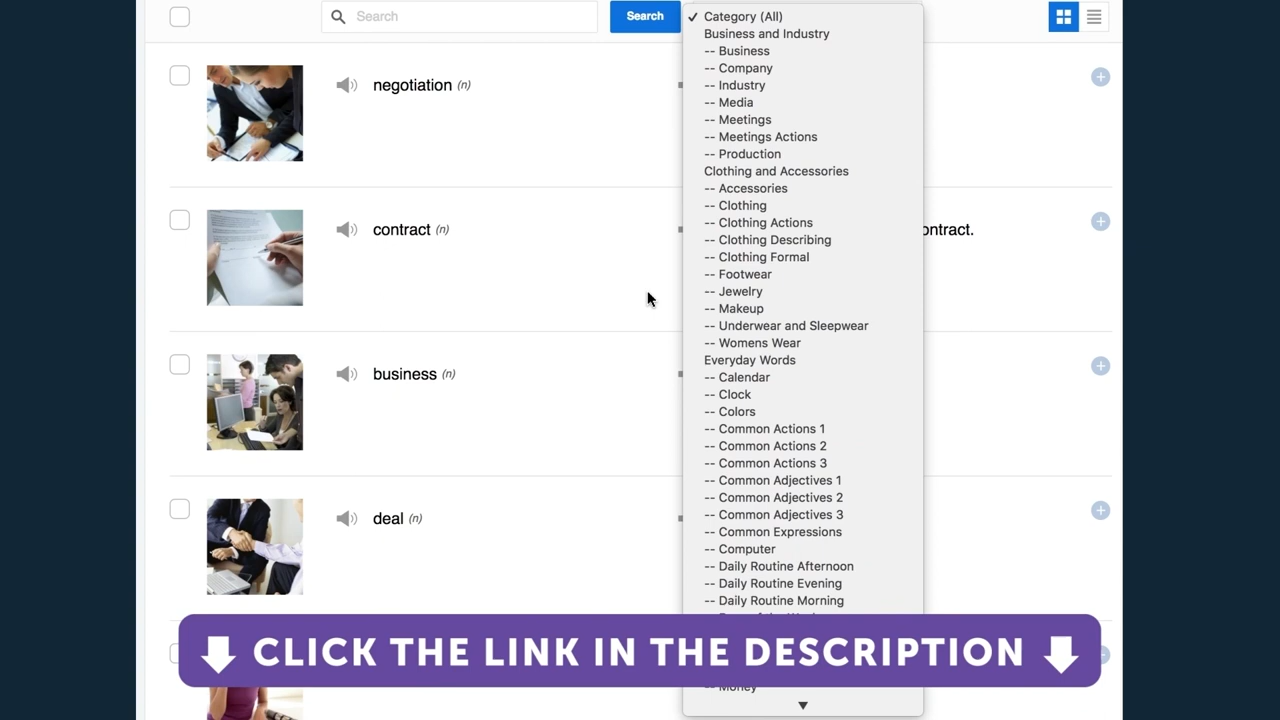 Search
Search
✓ Category (All)
Business and Industry
-- Business
-- Company
-- Industry
-- Media
-- Meetings
-- Meetings Actions
-- Production
Clothing and Accessories
-- Accessories
-- Clothing
-- Clothing Actions
-- Clothing Describing
-- Clothing Formal
-- Footwear
-- Jewelry
-- Makeup
-- Underwear and Sleepwear
-- Womens Wear
Everyday Words
-- Calendar
-- Clock
-- Colors
-- Common Actions 1
-- Common Actions 2
-- Common Actions 3
-- Common Adjectives 1
-- Common Adjectives 2
-- Common Adjectives 3
-- Common Expressions
-- Computer
-- Daily Routine Afternoon
-- Daily Routine Evening
-- Daily Routine Morning
-- Money
negotiation (n)
contract (n)
ontract.
business (n)
deal (n)
CLICK THE LINK IN THE DESCRIPTION